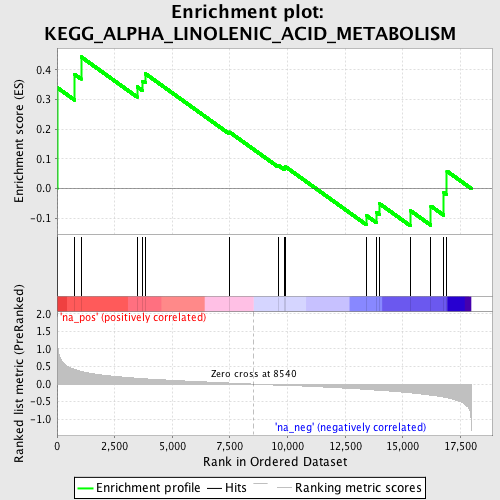 Enrichment plot:
KEGG_ALPHA_LINOLENIC_ACID_METABOLISM
Enrichment score (ES)
0.4
0.3
0.2
0.1
0.0
-0.1
'na_pos' (positively correlated)
Ranked list metric (PreRanked)
2.0
1.5
1.0
0.5
0.0
-0.5
-1.0
Zero cross at 8540
'na_neg' (negatively correlated)
0 2,500 5,000 7,500 10,000 12,500 15,000 17,500
Rank in Ordered Dataset
Enrichment profile Hits Ranking metric scores